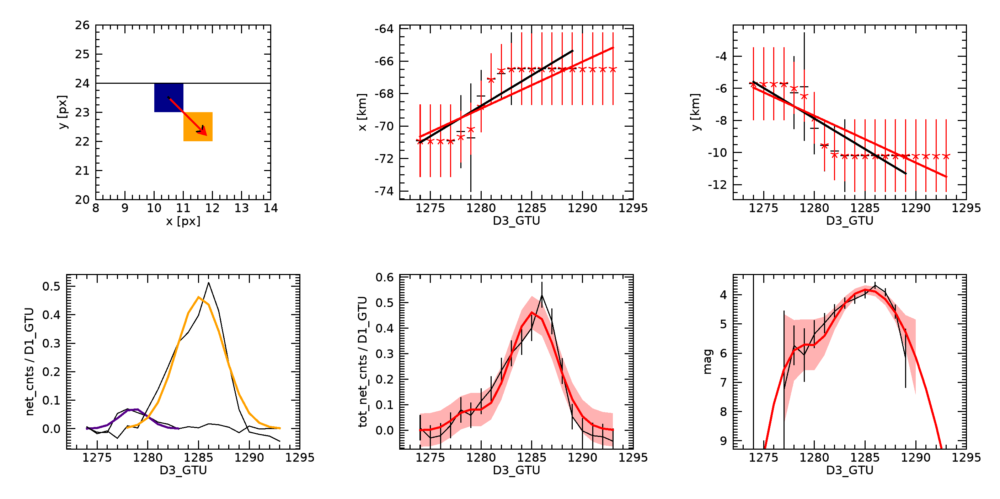 26
25
24
23
22
21
20
y [px]
8 9 10 11 12 13 14
x [px]
-64
-66
-68
-70
-72
-74
x [km]
1275 1280 1285 1290 1295
D3_GTU
-4
-6
-8
-10
-12
y [km]
1275 1280 1285 1290 1295
D3_GTU
0.5
0.4
0.3
0.2
0.1
0.0
net_cnts / D1_GTU
1275 1280 1285 1290 1295
D3_GTU
0.6
0.5
0.4
0.3
0.2
0.1
0.0
tot_net_cnts / D1_GTU
1275 1280 1285 1290 1295
D3_GTU
4
5
6
7
8
9
mag
1275 1280 1285 1290 1295
D3_GTU